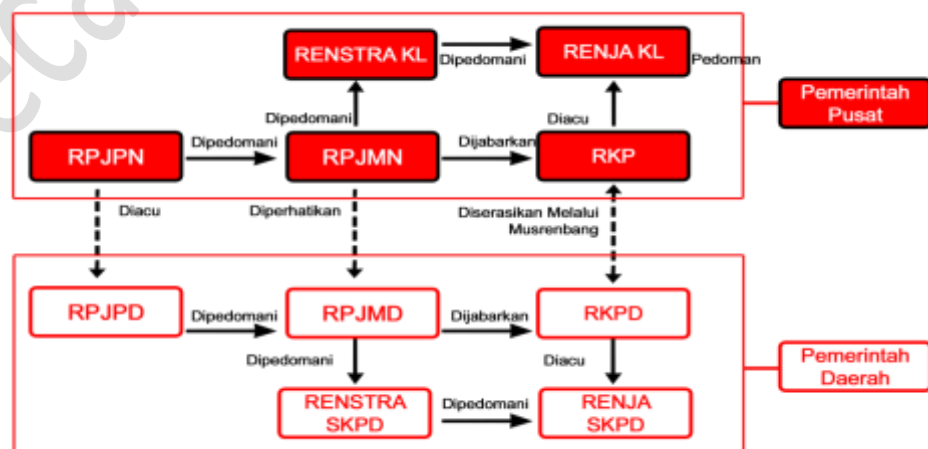 RENSTRA KL
Dipedomani
RENJA KL
Pedoman
Pemerintah
Pusat
Dipedomani
Diacu
RPJPN
Dipedomani
RPJMN
Dijabarkan
RKP
Diacu
Diperhatikan
Diserasikan Melalui
Musrenbang
RPJPD
Dipedomani
RPJMD
Dijabarkan
RKPD
Pemerintah
Daerah
Dipedomani
Diacu
RENSTRA
SKPD
Dipedomani
RENJA
SKPD